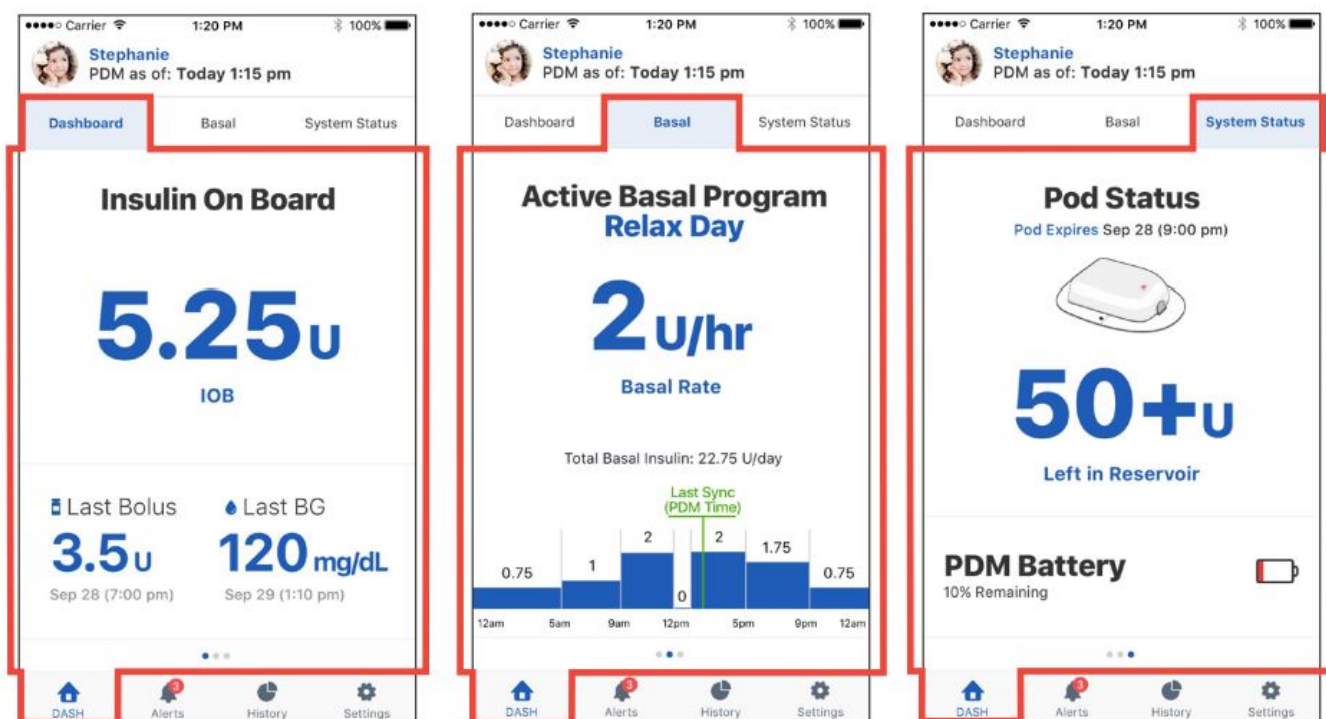 Carrier 1:20 PM 100%
Stephanie
PDM as of: Today 1:15 pm
Dashboard Basal System Status
Insulin On Board
5.25 U
IOB
Last Bolus Last BG
3.5 U 120 mg/dL
Sep 28 (7:00 pm) Sep 29 (1:10 pm)
3
DASH Alerts History Settings
Carrier 1:20 PM 100%
Stephanie
PDM as of: Today 1:15 pm
Dashboard Basal System Status
Active Basal Program
Relax Day
2 U/hr
Basal Rate
Total Basal Insulin: 22.75 U/day
Last Sync
(PDM Time)
0.75 1 2 0 2 1.75 0.75
12am 5am 9am 12pm 5pm 9pm 12am
3
DASH Alerts History Settings
Carrier 1:20 PM 100%
Stephanie
PDM as of: Today 1:15 pm
Dashboard Basal System Status
Pod Status
Pod Expires Sep 28 (9:00 pm)
50+ U
Left in Reservoir
PDM Battery
10% Remaining
3
DASH Alerts History Settings